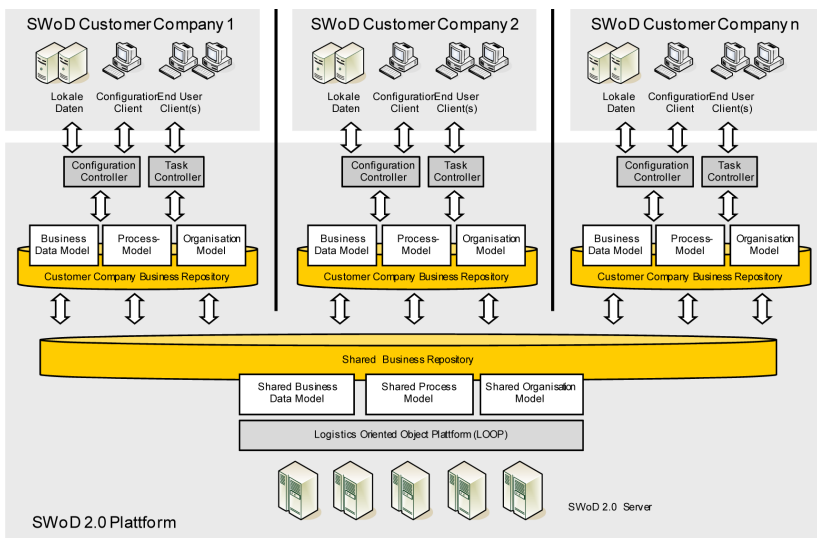 SWoD Customer Company 1
SWoD Customer Company 2
SWoD Customer Company n
Lokale
Daten
Configuration
Client
End User
Client(s)
Lokale
Daten
Configuration
Client
End User
Client(s)
Lokale
Daten
Configuration
Client
End User
Client(s)
Configuration
Controller
Task
Controller
Configuration
Controller
Task
Controller
Configuration
Controller
Task
Controller
Business
Data Model
Process-
Model
Organisation
Model
Business
Data Model
Process-
Model
Organisation
Model
Business
Data Model
Process-
Model
Organisation
Model
Customer Company Business Repository
Customer Company Business Repository
Customer Company Business Repository
Shared Business Repository
Shared Business
Data Model
Shared Process
Model
Shared Organisation
Model
Logistics Oriented Object Plattform (LOOP)
SWoD 2.0 Server
SWoD 2.0 Plattform